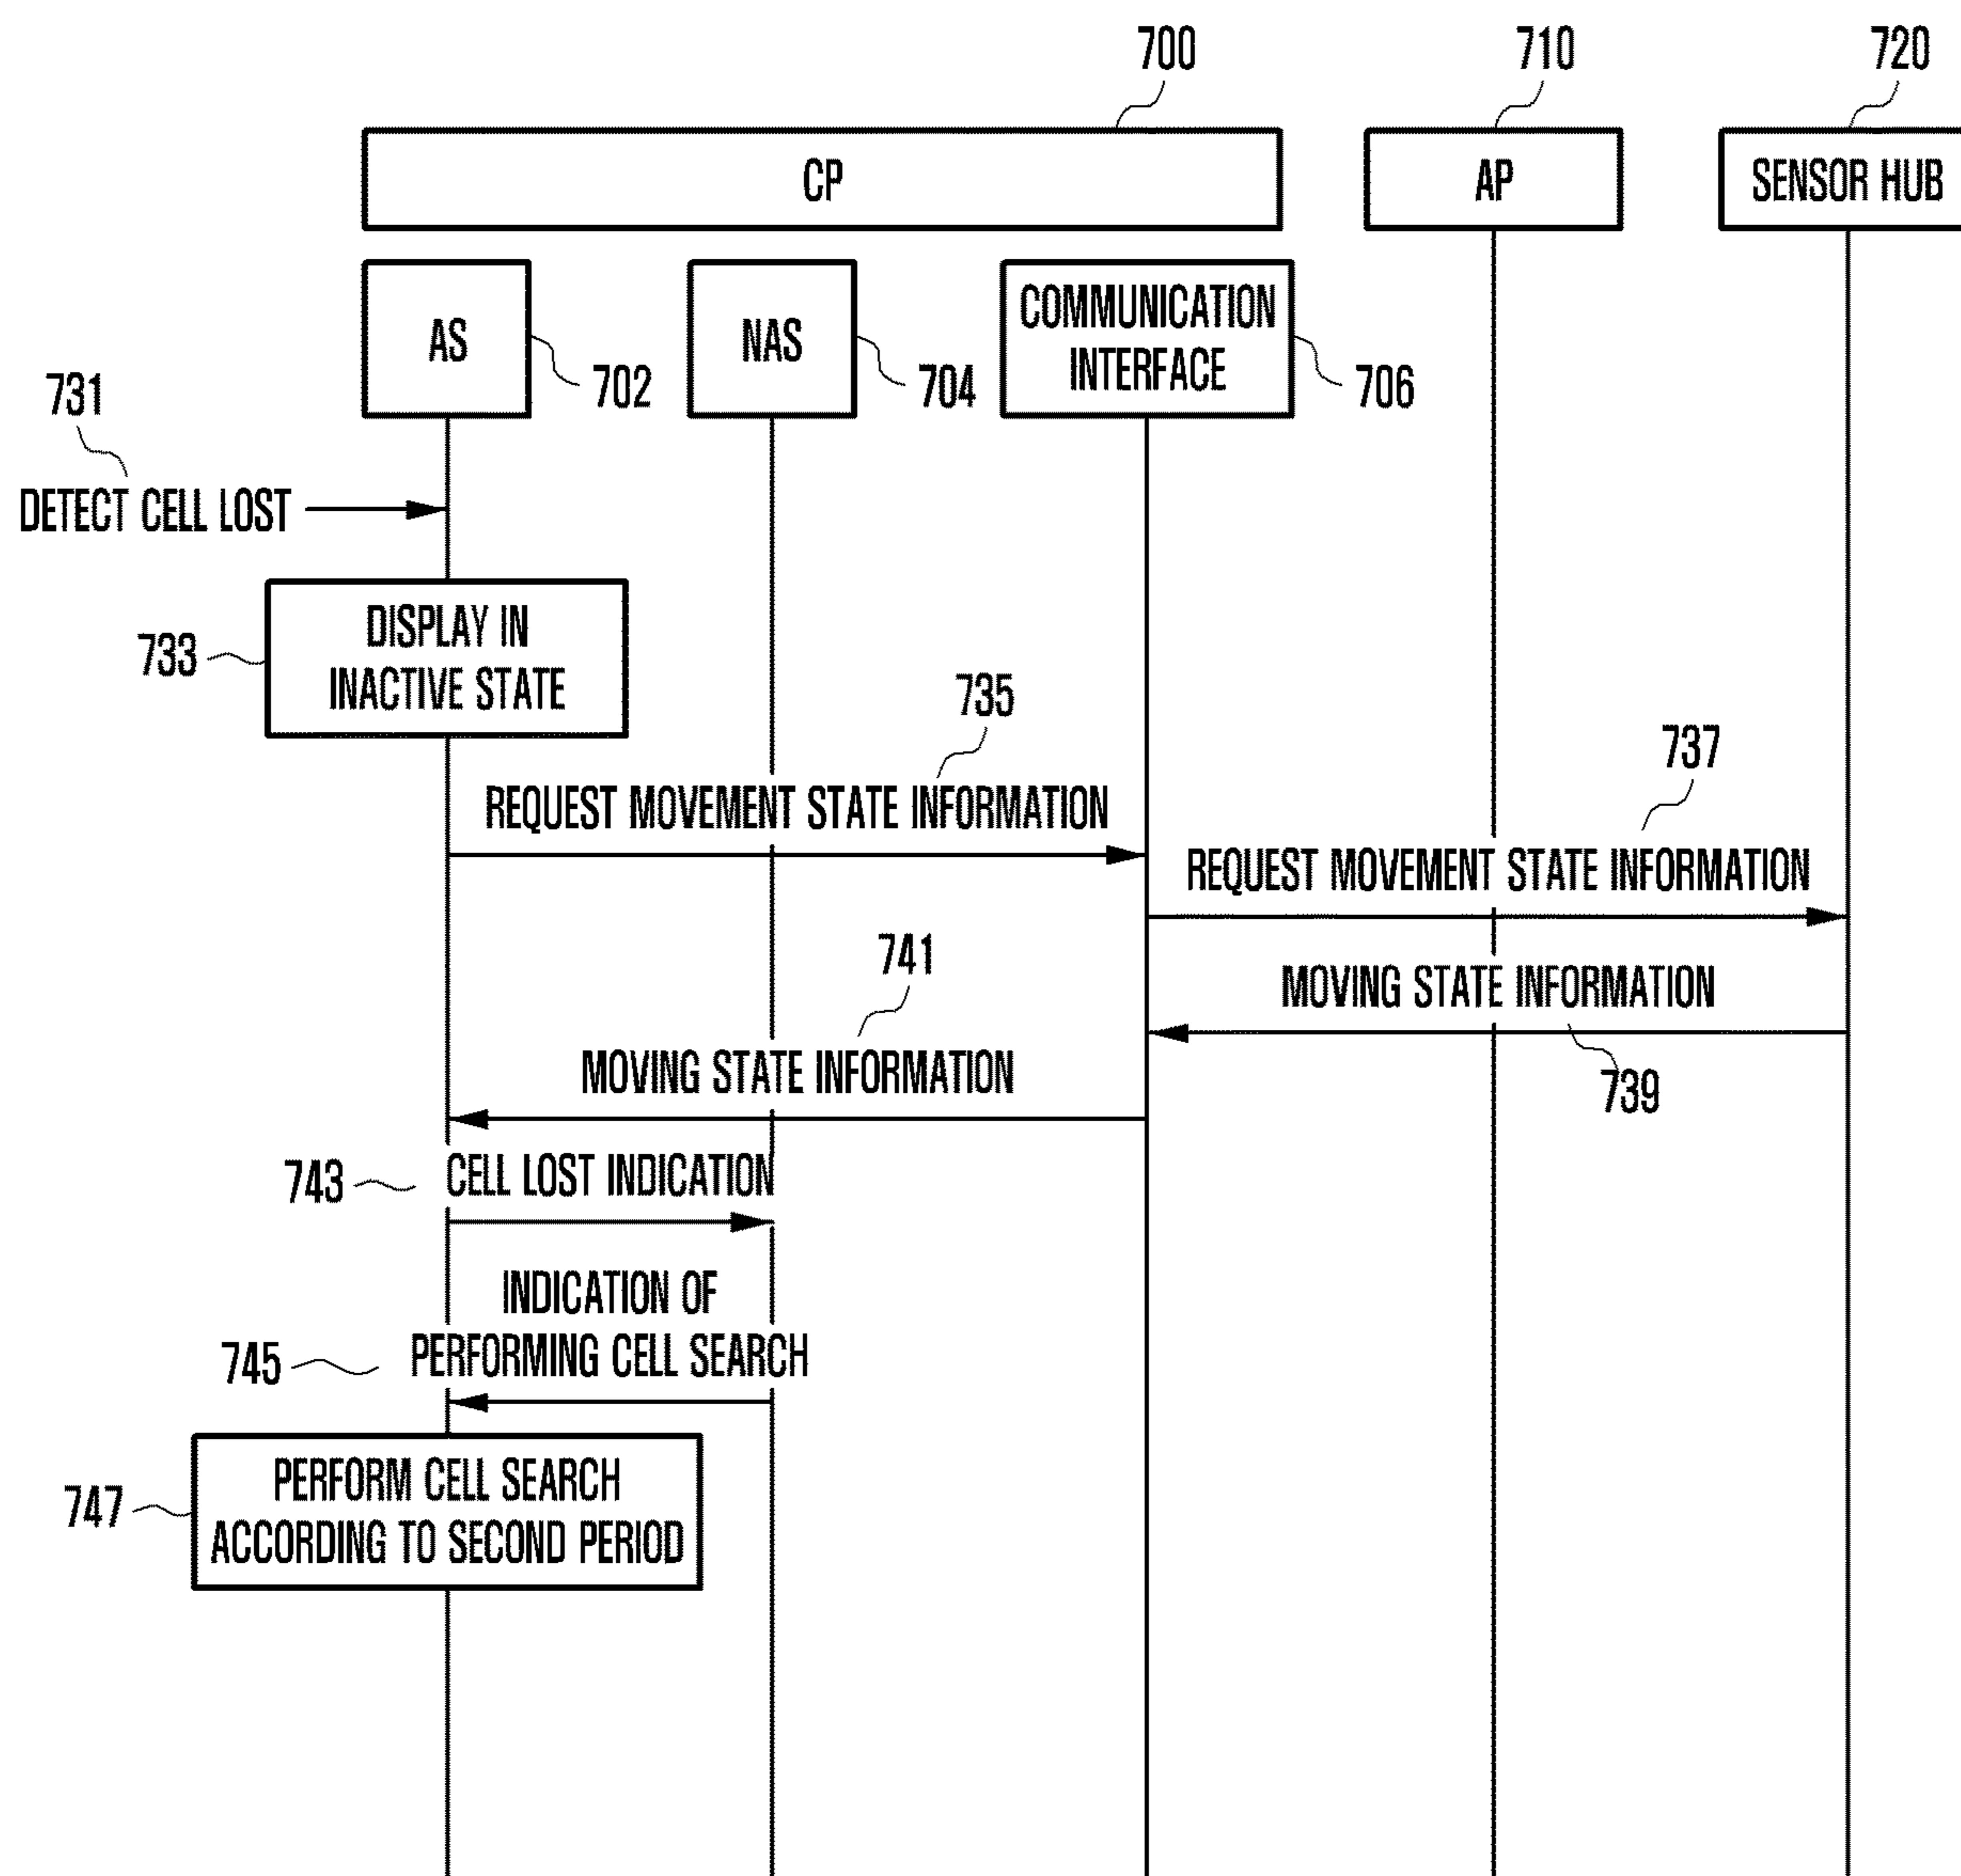 700
710
720
CP
AP
SENSOR HUB
AS
NAS
COMMUNICATION
INTERFACE
702
704
706
731
DETECT CELL LOST
733
DISPLAY IN
INACTIVE STATE
735
REQUEST MOVEMENT STATE INFORMATION
737
REQUEST MOVEMENT STATE INFORMATION
MOVING STATE INFORMATION
739
741
MOVING STATE INFORMATION
743
CELL LOST INDICATION
INDICATION OF
PERFORMING CELL SEARCH
745
747
PERFORM CELL SEARCH
ACCORDING TO SECOND PERIOD